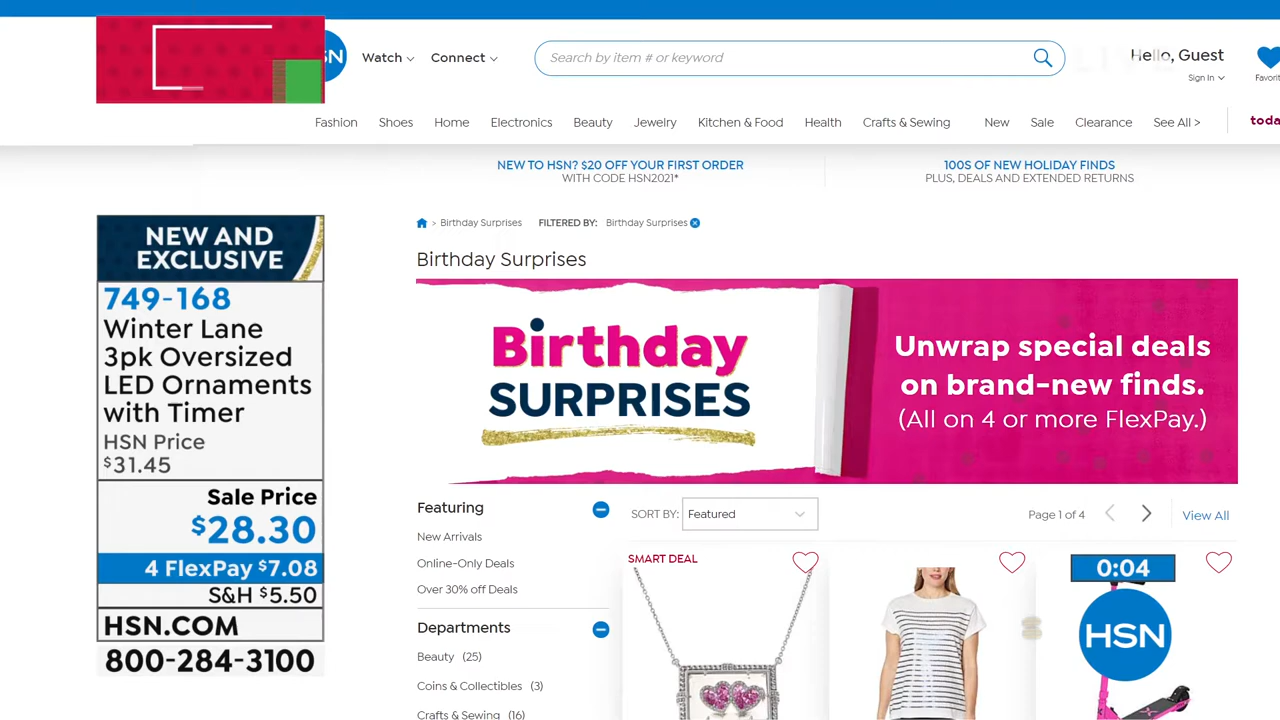 SN
Watch
Connect
Search by item # or keyword
Hello, Guest
Sign In
Fashion
Shoes
Home
Electronics
Beauty
Jewelry
Kitchen & Food
Health
Crafts & Sewing
New
Sale
Clearance
See All >
NEW TO HSN? $20 OFF YOUR FIRST ORDER
WITH CODE HSN2021*
100S OF NEW HOLIDAY FINDS
PLUS, DEALS AND EXTENDED RETURNS
> Birthday Surprises
FILTERED BY:
Birthday Surprises
Birthday Surprises
Birthday
SURPRISES
Unwrap special deals
on brand-new finds.
(All on 4 or more FlexPay.)
NEW AND
EXCLUSIVE
749-168
Winter Lane
3pk Oversized
LED Ornaments
with Timer
HSN Price
$31.45
Sale Price
$28.30
4 FlexPay $7.08
S&H $5.50
HSN.COM
800-284-3100
Featuring
New Arrivals
Online-Only Deals
Over 30% off Deals
Departments
Beauty (25)
Coins & Collectibles (3)
Crafts & Sewing (16)
SORT BY:
Featured
Page 1 of 4
View All
SMART DEAL
0:04
HSN